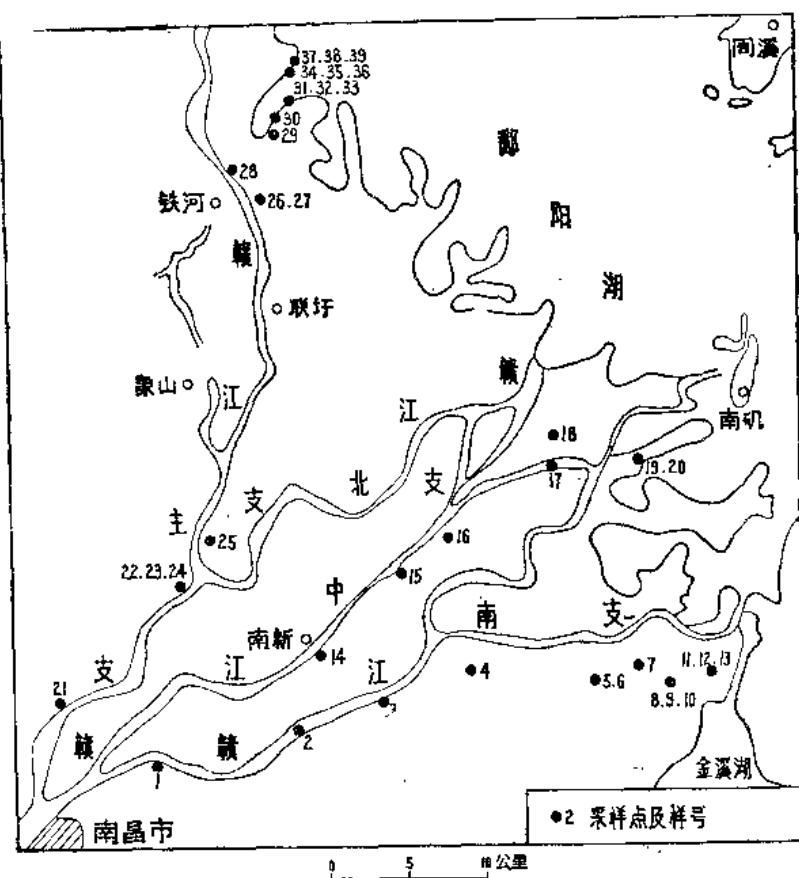 周溪
37.38.39
34.35.36
31.32.33
30
29
28
26.27
铁河
鄱
阳
湖
赣
江
主
支
联圩
象山
赣
江
北
支
支
南矶
18
17
19.20
16
15
25
22.23.24
中
南新
14
江
南
支
江
4
5.6
7
8.9.10
11.12.13
3
2
1
21
赣
赣
金溪湖
南昌市
2 采样点及样号
0 5 10公里